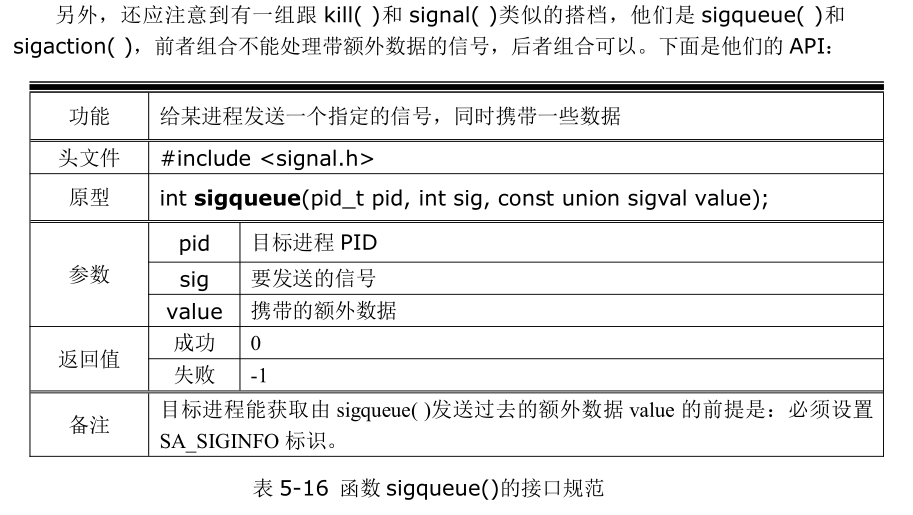 另外，还应注意到有一组跟 kill( )和 signal( )类似的搭档，他们是 sigqueue( )和
sigaction( )，前者组合不能处理带额外数据的信号，后者组合可以。下面是他们的 API：
功能 给某进程发送一个指定的信号，同时携带一些数据
头文件 #include <signal.h>
原型 int sigqueue(pid_t pid, int sig, const union sigval value);
参数
pid 目标进程 PID
sig 要发送的信号
value 携带的额外数据
返回值
成功 0
失败 -1
备注
目标进程能获取由 sigqueue( )发送过去的额外数据 value 的前提是：必须设置
SA_SIGINFO 标识。
表 5-16 函数 sigqueue()的接口规范